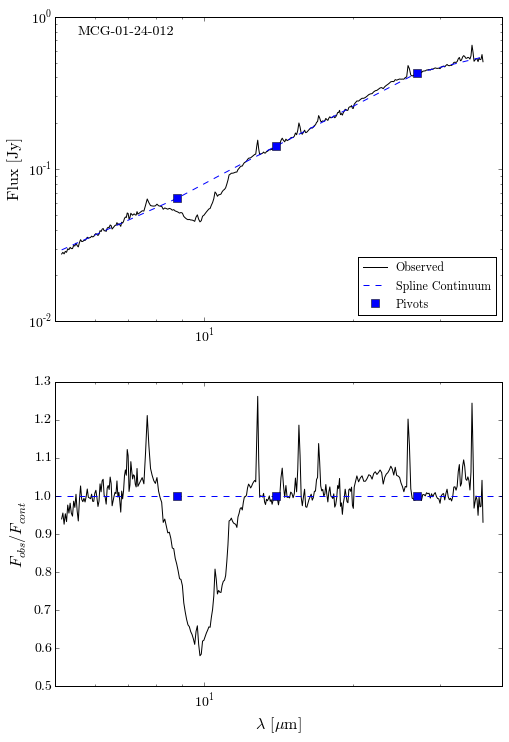 10^0
MCG-01-24-012
Flux [Jy]
10^-1
Observed
Spline Continuum
Pivots
10^-2
10^1
1.3
1.2
1.1
1.0
0.9
0.8
0.7
0.6
0.5
F_obs/F_cont
10^1
λ [μm]